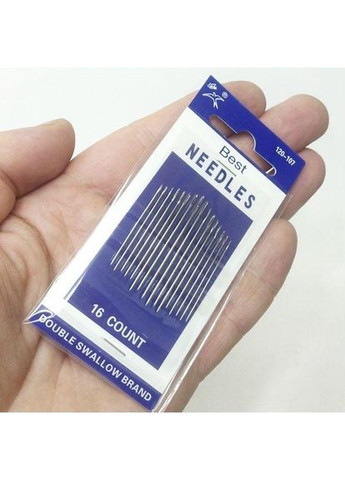 120-107
Best
NEEDLES
16 COUNT
DOUBLE SWALLOW BRAND